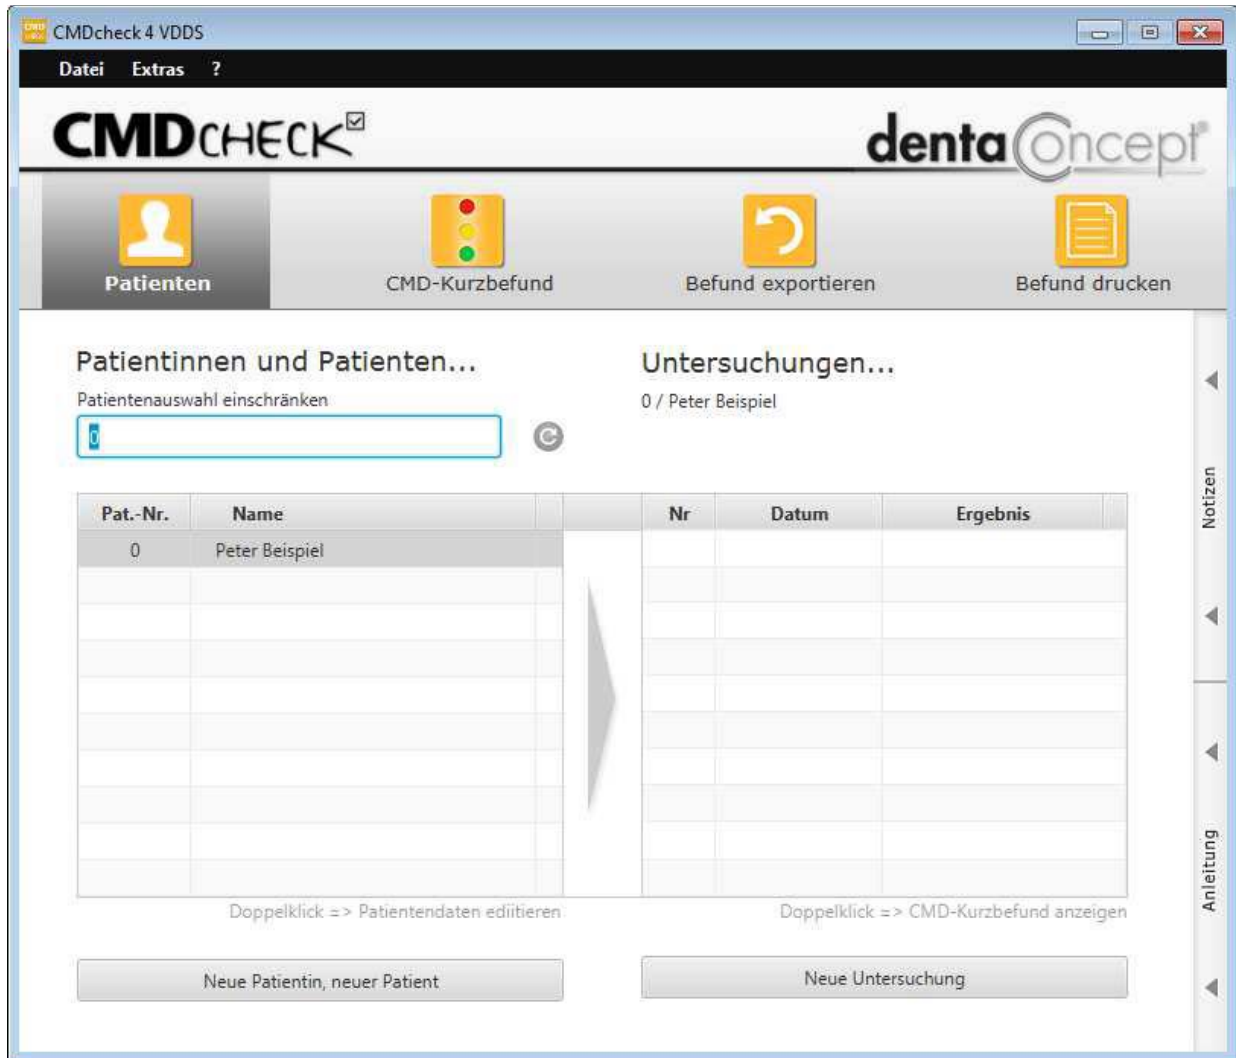 CMDcheck 4 VDDS
Datei Extras ?
CMDCHECK
dentaConcept®
Patienten
CMD-Kurzbefund
Befund exportieren
Befund drucken
Patientinnen und Patienten...
Untersuchungen...
Patientenauswahl einschränken
0 / Peter Beispiel
0
Pat.-Nr. Name
Nr Datum Ergebnis
0 Peter Beispiel
Doppelklick => Patientendaten ediitieren
Doppelklick => CMD-Kurzbefund anzeigen
Neue Patientin, neuer Patient
Neue Untersuchung
Notizen
Anleitung